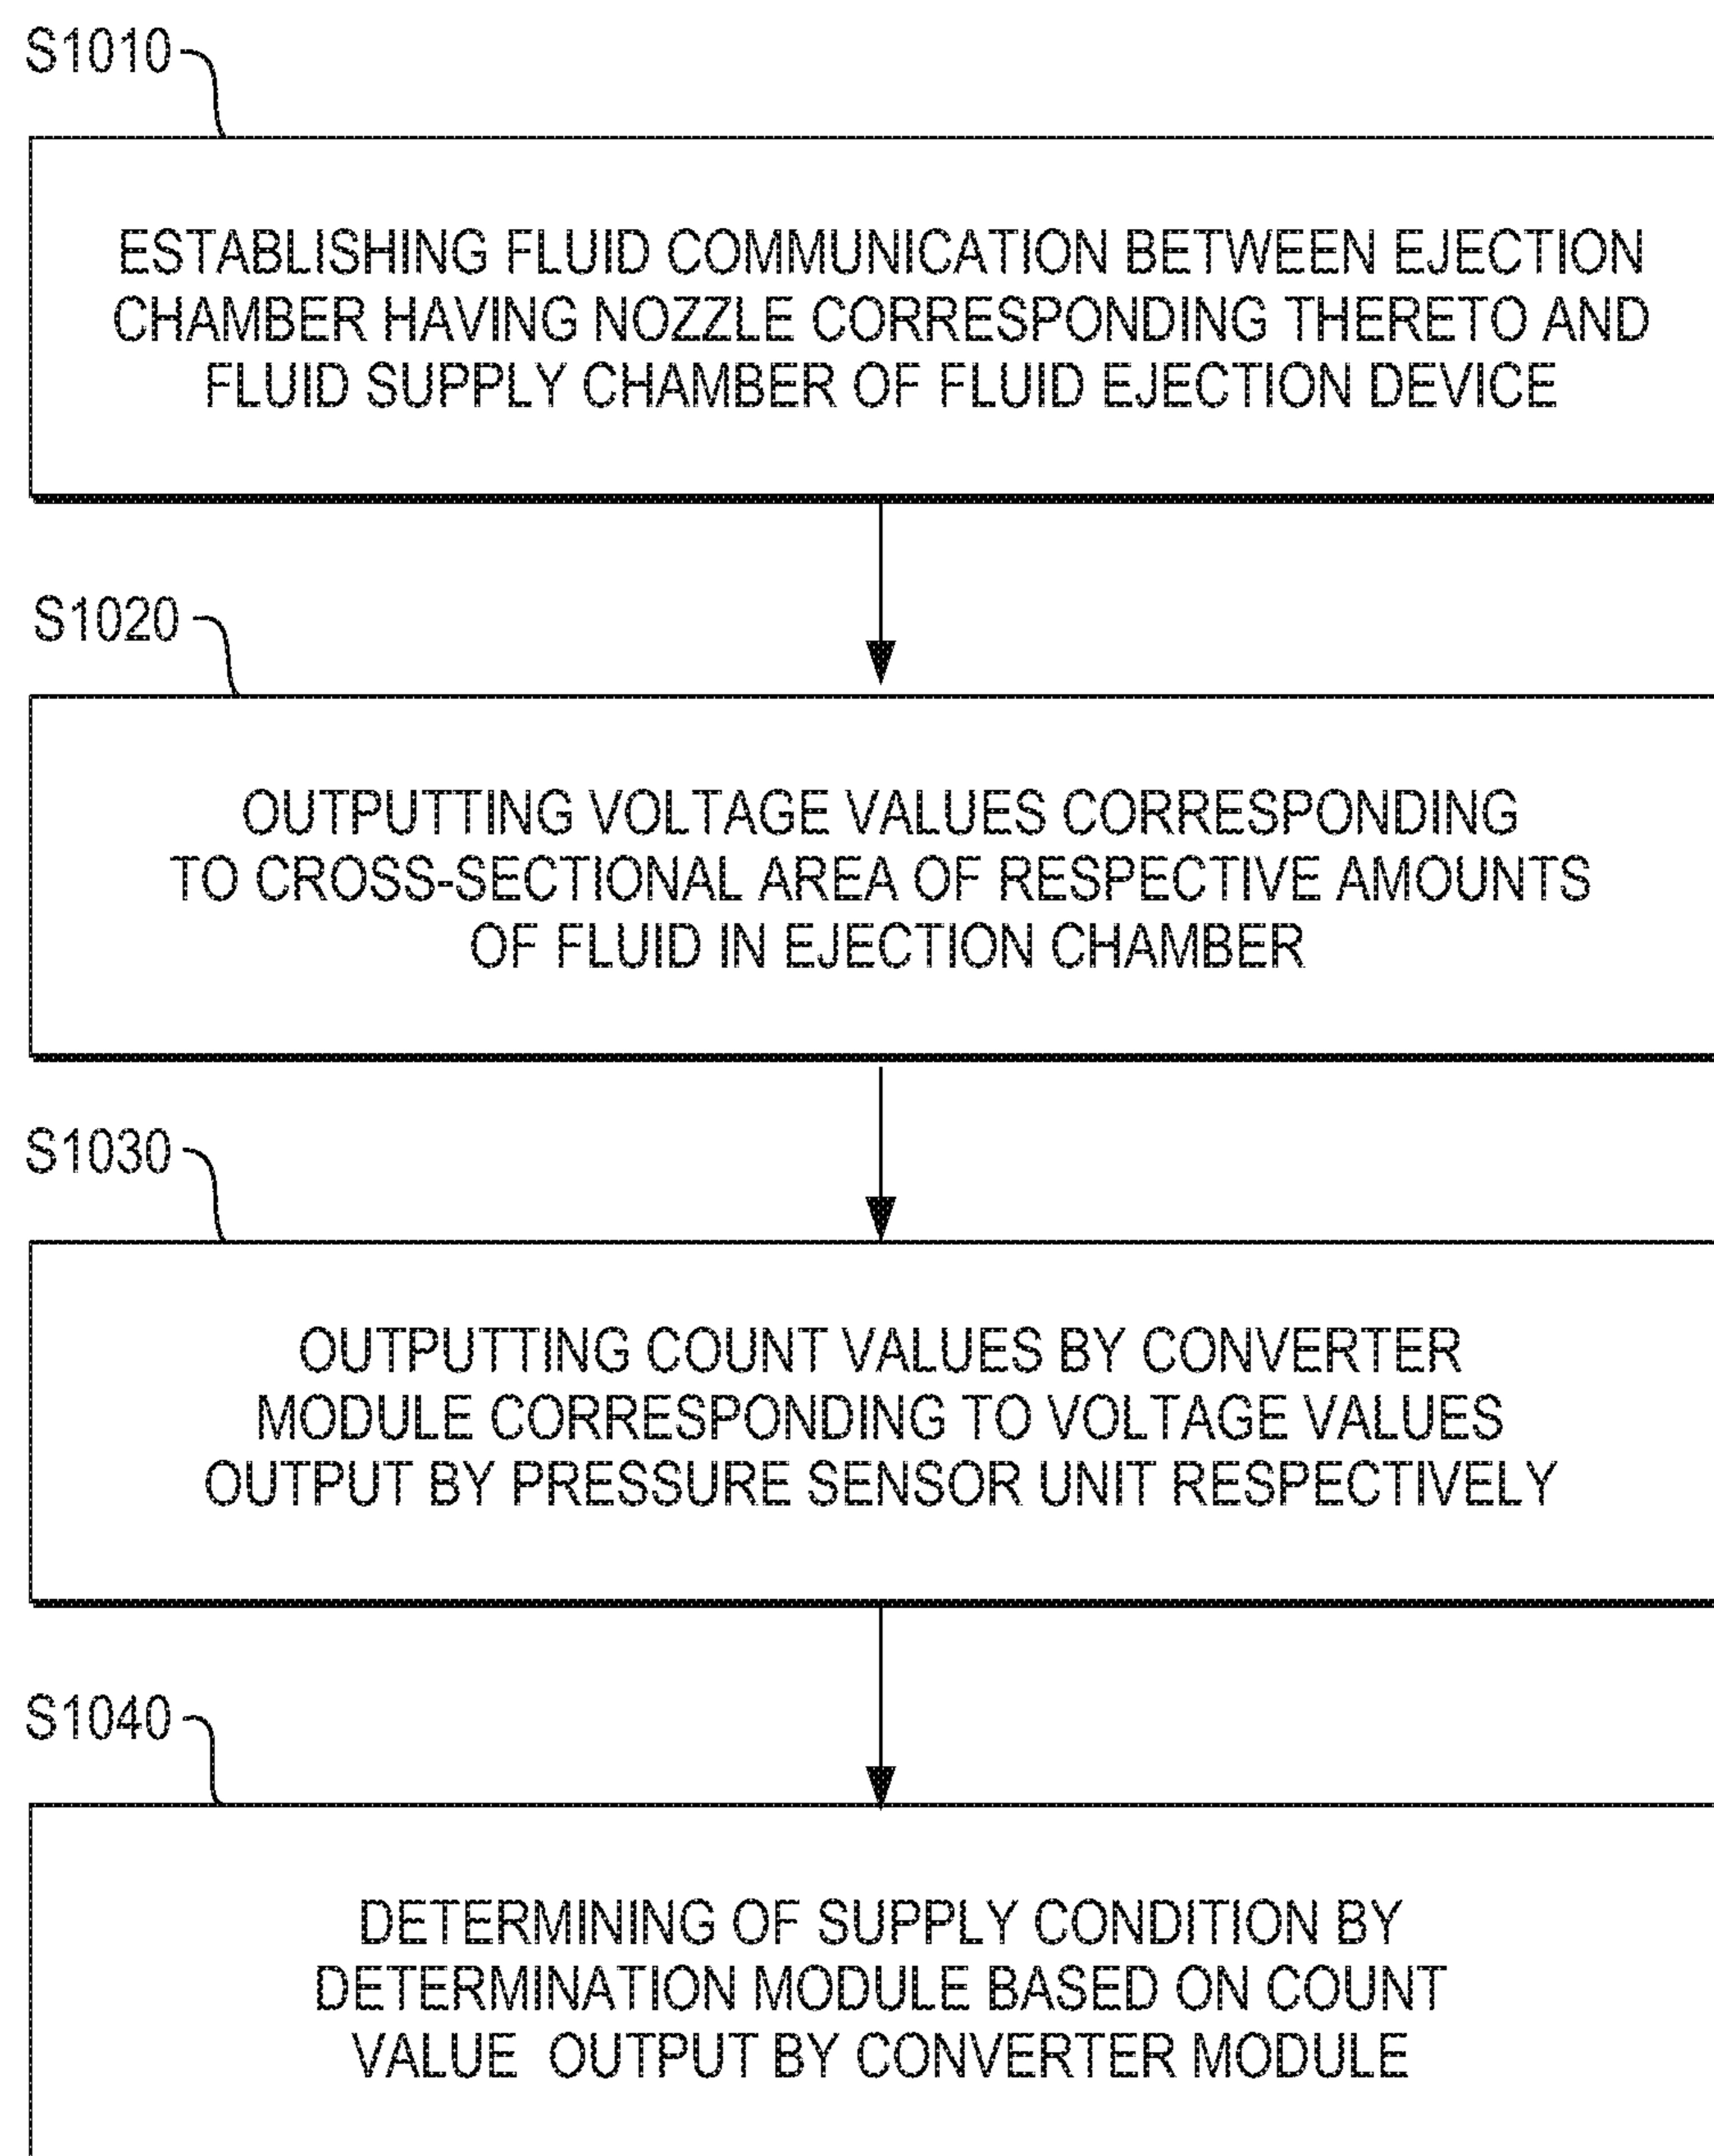 S1010
ESTABLISHING FLUID COMMUNICATION BETWEEN EJECTION
CHAMBER HAVING NOZZLE CORRESPONDING THERETO AND
FLUID SUPPLY CHAMBER OF FLUID EJECTION DEVICE
S1020
OUTPUTTING VOLTAGE VALUES CORRESPONDING
TO CROSS-SECTIONAL AREA OF RESPECTIVE AMOUNTS
OF FLUID IN EJECTION CHAMBER
S1030
OUTPUTTING COUNT VALUES BY CONVERTER
MODULE CORRESPONDING TO VOLTAGE VALUES
OUTPUT BY PRESSURE SENSOR UNIT RESPECTIVELY
S1040
DETERMINING OF SUPPLY CONDITION BY
DETERMINATION MODULE BASED ON COUNT
VALUE OUTPUT BY CONVERTER MODULE